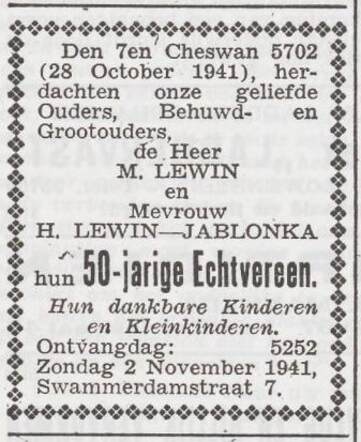 Den 7en Cheswan 5702
(28 October 1941), her-
dachten onze geliefde
Ouders, Behuwd- en
Grootouders,
de Heer
M. LEWIN
en
Mevrouw
H. LEWIN—JABLONKA
hun 50-jarige Echtvereen.
Hun dankbare Kinderen
en Kleinkinderen.
Ontvangdag: 5252
Zondag 2 November 1941,
Swammerdamstraat 7.